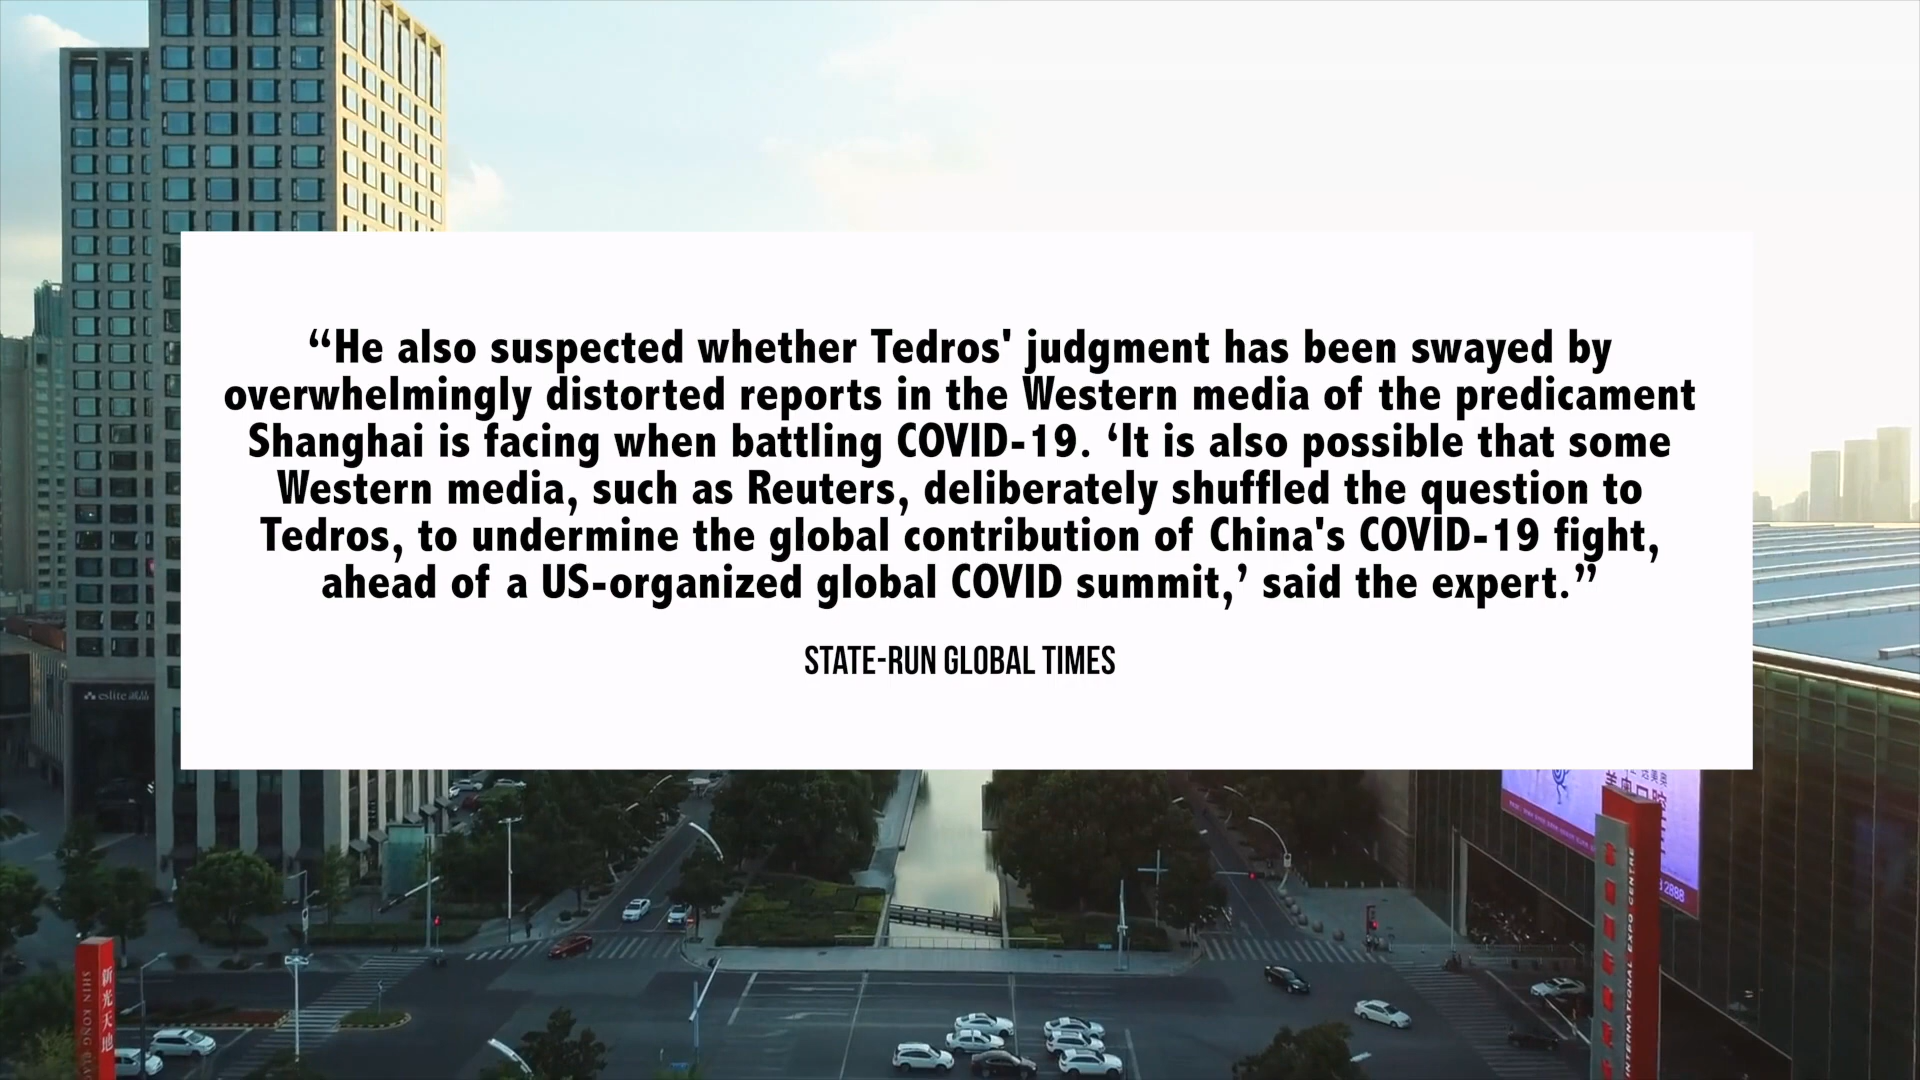 “He also suspected whether Tedros' judgment has been swayed by
overwhelmingly distorted reports in the Western media of the predicament
Shanghai is facing when battling COVID-19. ‘It is also possible that some
Western media, such as Reuters, deliberately shuffled the question to
Tedros, to undermine the global contribution of China's COVID-19 fight,
ahead of a US-organized global COVID summit,’ said the expert.”
STATE-RUN GLOBAL TIMES
eslite
新光天地
SHIN KONG
INTERNATIONAL EXPO CENTRE
2888